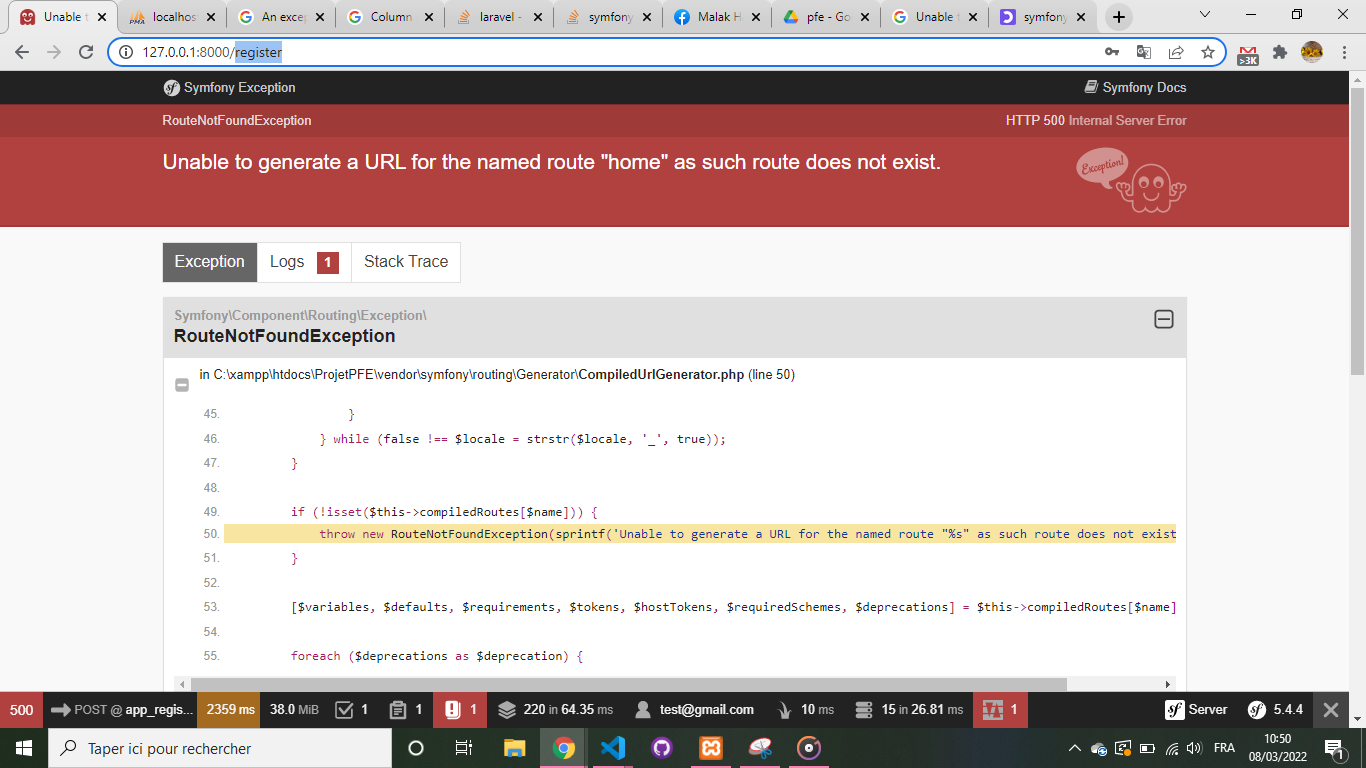 Unable t
localhos
An excep
Column
laravel -
symfony
Malak H
pfe - Go
Unable t
symfony
127.0.0.1:8000/register
>3K
Symfony Exception
Symfony Docs
RouteNotFoundException
HTTP 500 Internal Server Error
Unable to generate a URL for the named route "home" as such route does not exist.
Exception!
Exception
Logs 1
Stack Trace
Symfony\Component\Routing\Exception\
RouteNotFoundException
in C:\xampp\htdocs\ProjetPFE\vendor\symfony\routing\Generator\CompiledUrlGenerator.php (line 50)
45. }
46. } while (false !== $locale = strstr($locale, '_', true));
47. }
48.
49. if (!isset($this->compiledRoutes[$name])) {
50. throw new RouteNotFoundException(sprintf('Unable to generate a URL for the named route "%s" as such route does not exist
51. }
52.
53. [$variables, $defaults, $requirements, $tokens, $hostTokens, $requiredSchemes, $deprecations] = $this->compiledRoutes[$name]
54.
55. foreach ($deprecations as $deprecation) {
500 POST @ app_regis... 2359 ms 38.0 MiB 1 1 1 220 in 64.35 ms test@gmail.com 10 ms 15 in 26.81 ms 1 Server 5.4.4
Taper ici pour rechercher
FRA
10:50
08/03/2022
1